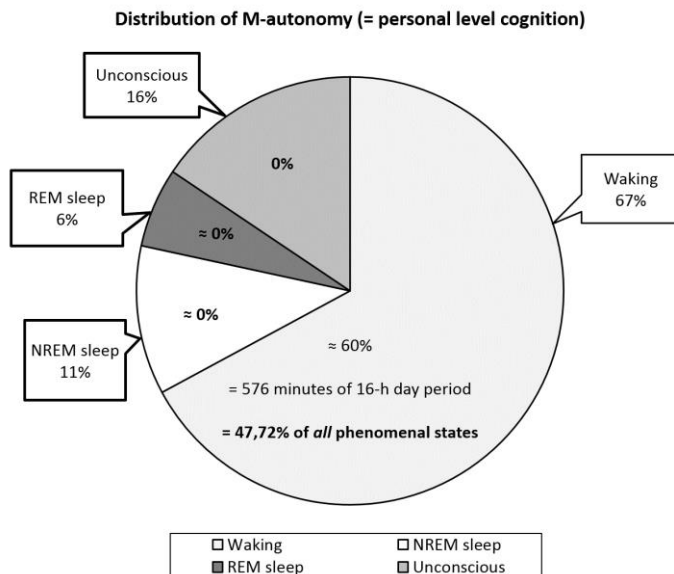 Distribution of M-autonomy (= personal level cognition)
Unconscious
16%
0%
Waking
67%
REM sleep
6%
≈ 0%
≈ 0%
NREM sleep
11%
≈ 60%
= 576 minutes of 16-h day period
= 47,72% of all phenomenal states
Waking NREM sleep
REM sleep Unconscious